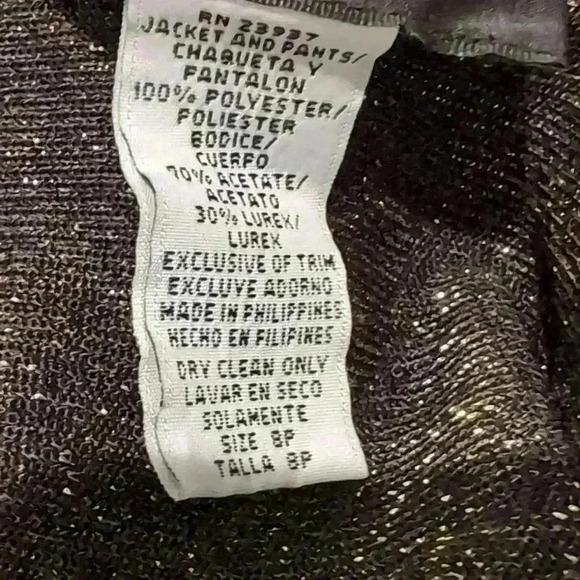 RN 23937
JACKET AND PANTS/
CHAQUETA Y
PANTALON
100% POLYESTER/
POLIESTER
BODICE/
CUERPO
70% ACETATE/
ACETATO
30% LUREX/
LUREX
EXCLUSIVE OF TRIM
EXCLUVE ADORNO
MADE IN PHILIPPINES
HECHO EN FILIPINES
DRY CLEAN ONLY
LAVAR EN SECO
SOLAMENTE
SIZE 8P
TALLA 8P